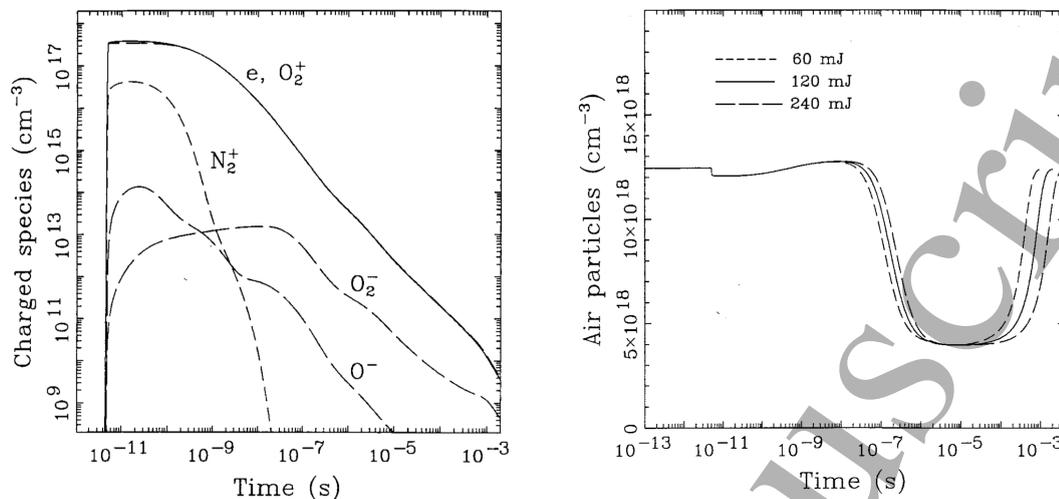 Charged species (cm⁻³)
10¹⁷
10¹⁵
10¹³
10¹¹
10⁹
e, O₂⁺
N₂⁺
O₂⁻
O⁻
10⁻¹¹ 10⁻⁹ 10⁻⁷ 10⁻⁵ 10⁻³
Time (s)
Air particles (cm⁻³)
15×10¹⁸
10×10¹⁸
5×10¹⁸
0
60 mJ
120 mJ
240 mJ
10⁻¹³ 10⁻¹¹ 10⁻⁹ 10⁻⁷ 10⁻⁵ 10⁻³
Time (s)